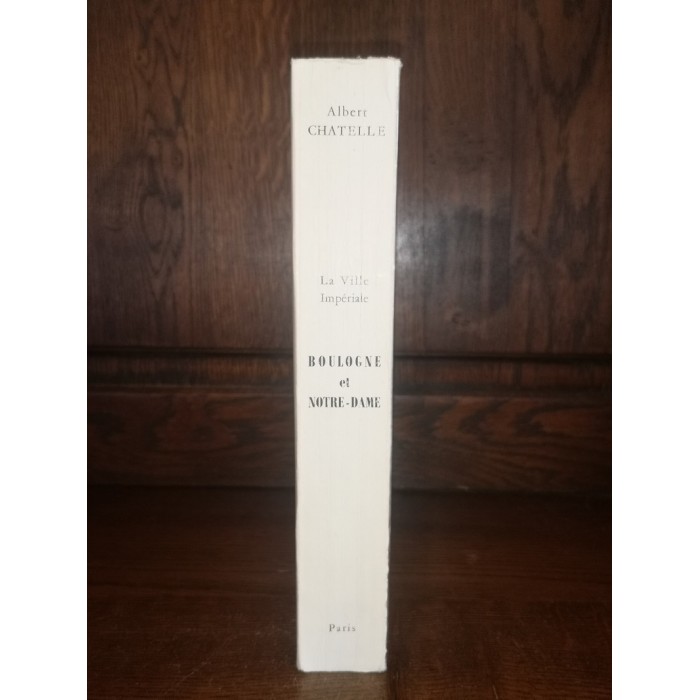 Albert
CHATELLE
La Ville
Impériale
BOULOGNE
et
NOTRE-DAME
Paris